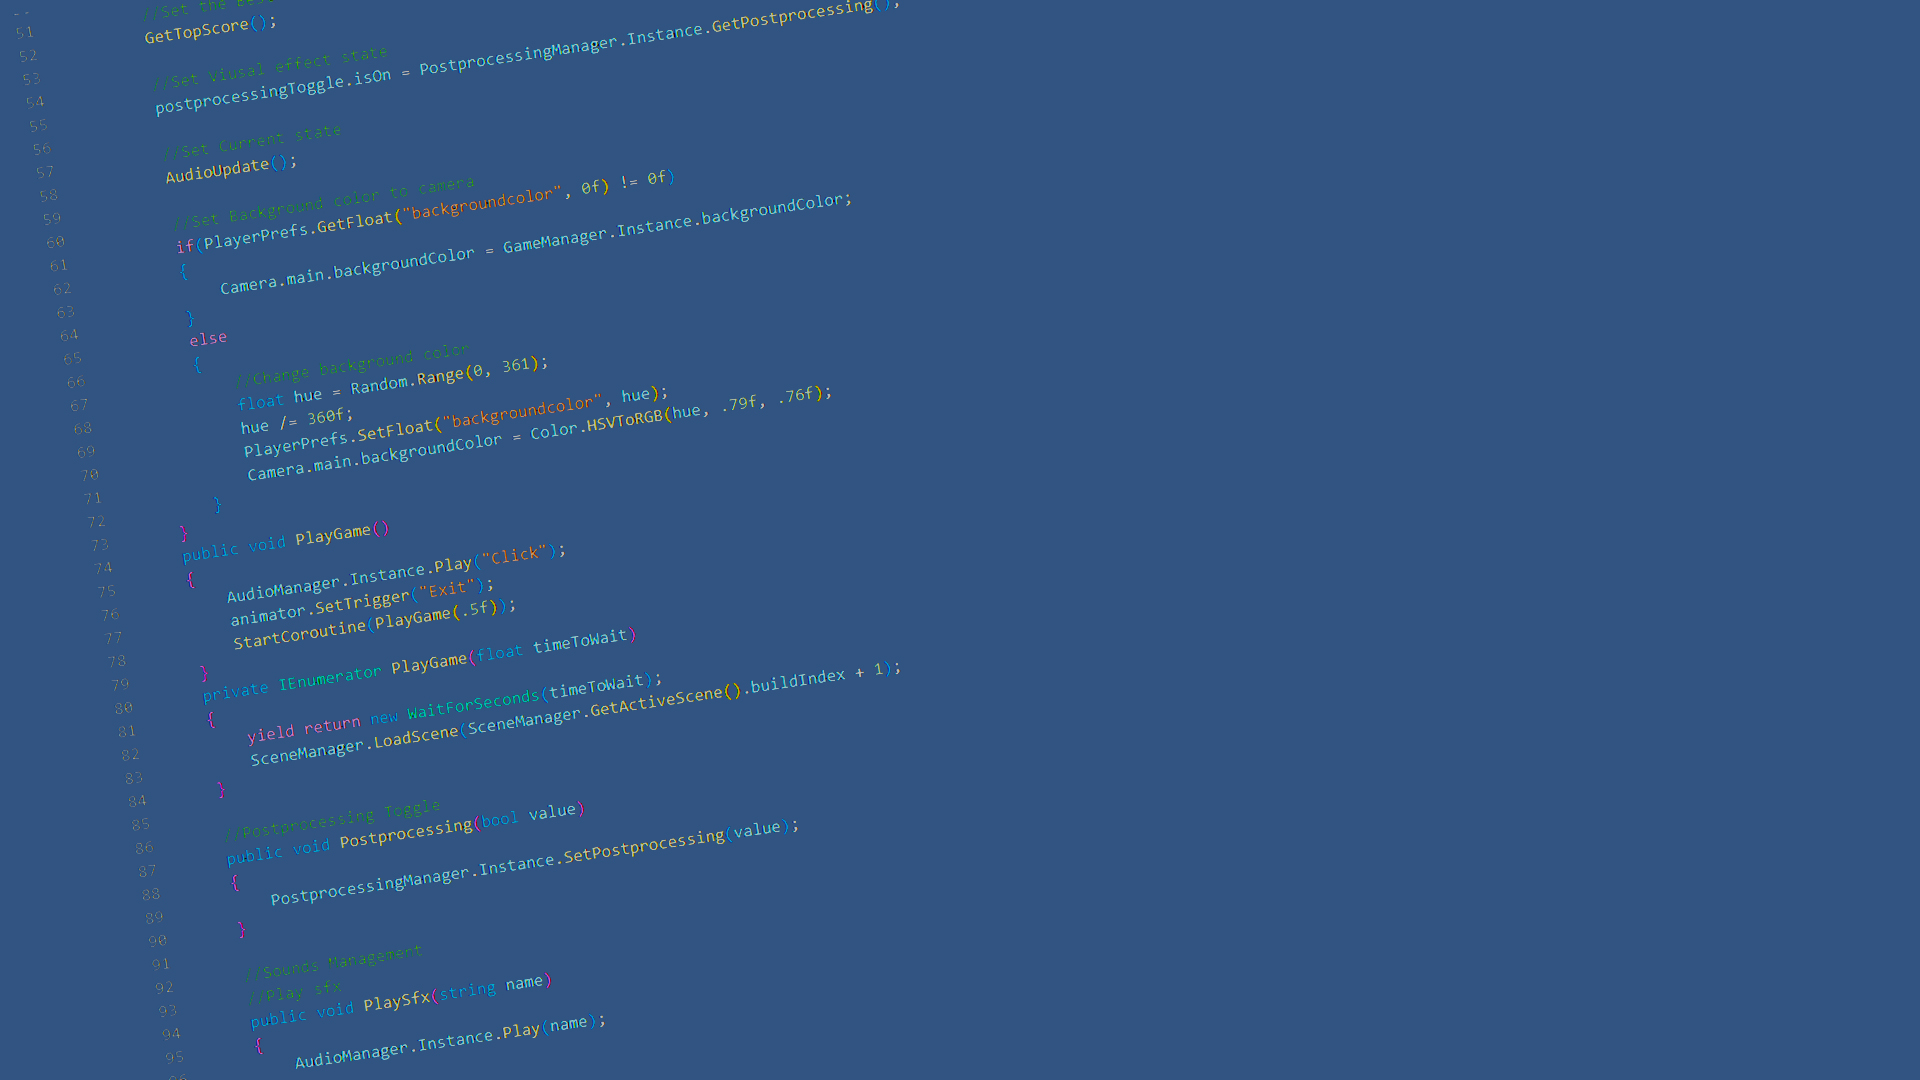 51 //Set the
52 GetTopScore();
53
54 //Set Viusal effect state
55 postprocessingToggle.isOn = PostprocessingManager.Instance.GetPostprocessing();
56
57 //Set Current state
58 AudioUpdate();
59
60 //Set Background color to camera
61 if(PlayerPrefs.GetFloat("backgroundcolor", 0f) != 0f)
62 {
63 Camera.main.backgroundColor = GameManager.Instance.backgroundColor;
64 }
65 else
66 {
67 //Change background color
68 float hue = Random.Range(0, 361);
69 hue /= 360f;
70 PlayerPrefs.SetFloat("backgroundcolor", hue);
71 Camera.main.backgroundColor = Color.HSVToRGB(hue, .79f, .76f);
72 }
73 }
74 public void PlayGame()
75 {
76 AudioManager.Instance.Play("Click");
77 animator.SetTrigger("Exit");
78 StartCoroutine(PlayGame(.5f));
79 }
80 private IEnumerator PlayGame(float timeToWait)
81 {
82 yield return new WaitForSeconds(timeToWait);
83 SceneManager.LoadScene(SceneManager.GetActiveScene().buildIndex + 1);
84 }
85
86 //Postprocessing Toggle
87 public void Postprocessing(bool value)
88 {
89 PostprocessingManager.Instance.SetPostprocessing(value);
90 }
91
92 //Sounds Management
93 //Play sfx
94 public void PlaySfx(string name)
95 {
96 AudioManager.Instance.Play(name);